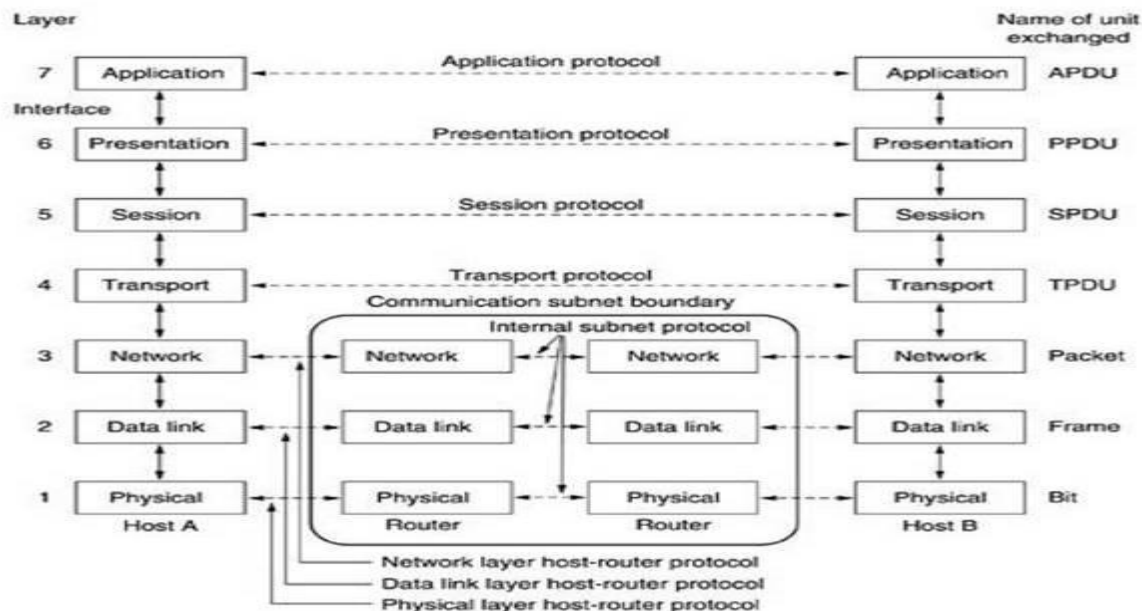 Layer
Name of unit
exchanged
7 Application Application protocol Application APDU
Interface
6 Presentation Presentation protocol Presentation PPDU
5 Session Session protocol Session SPDU
4 Transport Transport protocol Transport TPDU
Communication subnet boundary
Internal subnet protocol
3 Network Network Network Network Packet
2 Data link Data link Data link Data link Frame
1 Physical Physical Physical Physical Bit
Host A Router Router Host B
Network layer host-router protocol
Data link layer host-router protocol
Physical layer host-router protocol